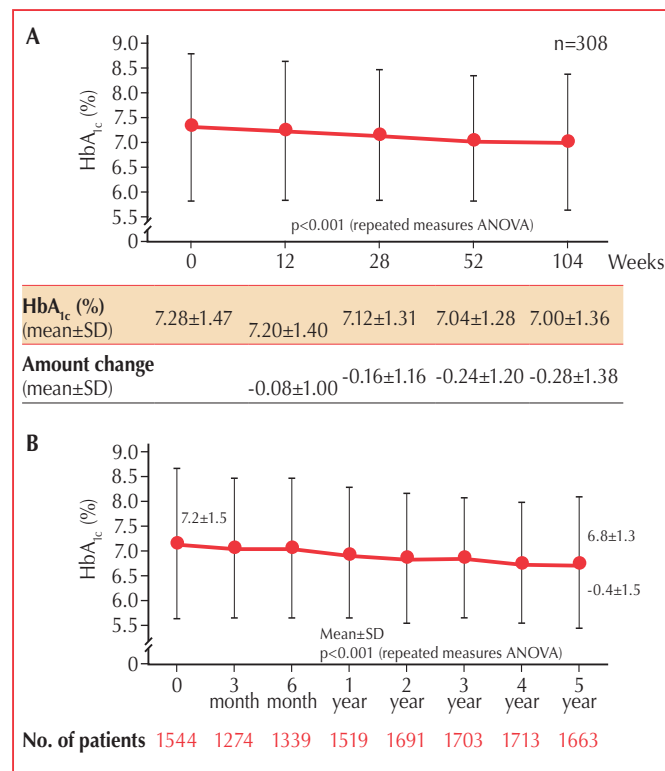 A
n=308
HbA1c (%)
9.0
8.5
8.0
7.5
7.0
6.5
6.0
5.5
0
p<0.001 (repeated measures ANOVA)
0 12 28 52 104 Weeks
HbA1c (%)
(mean±SD) 7.28±1.47 7.20±1.40 7.12±1.31 7.04±1.28 7.00±1.36
Amount change
(mean±SD) -0.08±1.00 -0.16±1.16 -0.24±1.20 -0.28±1.38
B
HbA1c (%)
9.0
8.5
8.0
7.5
7.0
6.5
6.0
5.5
0
7.2±1.5
6.8±1.3
-0.4±1.5
Mean±SD
p<0.001 (repeated measures ANOVA)
0 3 6 1 2 3 4 5
month month year year year year year
No. of patients 1544 1274 1339 1519 1691 1703 1713 1663